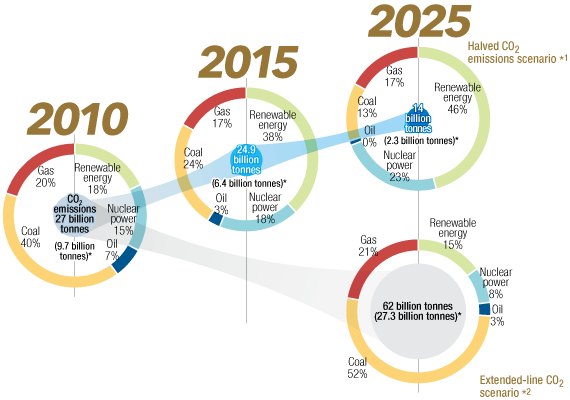 2010
CO2
emissions
27 billion
tonnes
(9.7 billion
tonnes)*
Gas
20%
Renewable
energy
18%
Nuclear
power
15%
Oil
7%
Coal
40%
2015
24.9
billion
tonnes
(6.4 billion tonnes)*
Gas
17%
Renewable
energy
38%
Coal
24%
Oil
3%
Nuclear
power
18%
2025
Halved CO2
emissions scenario *1
14
billion
tonnes
(2.3 billion tonnes)*
Gas
17%
Renewable
energy
46%
Coal
13%
Oil
0%
Nuclear
power
23%
62 billion tonnes
(27.3 billion tonnes)*
Gas
21%
Renewable
energy
15%
Nuclear
power
8%
Oil
3%
Coal
52%
Extended-line CO2
scenario *2